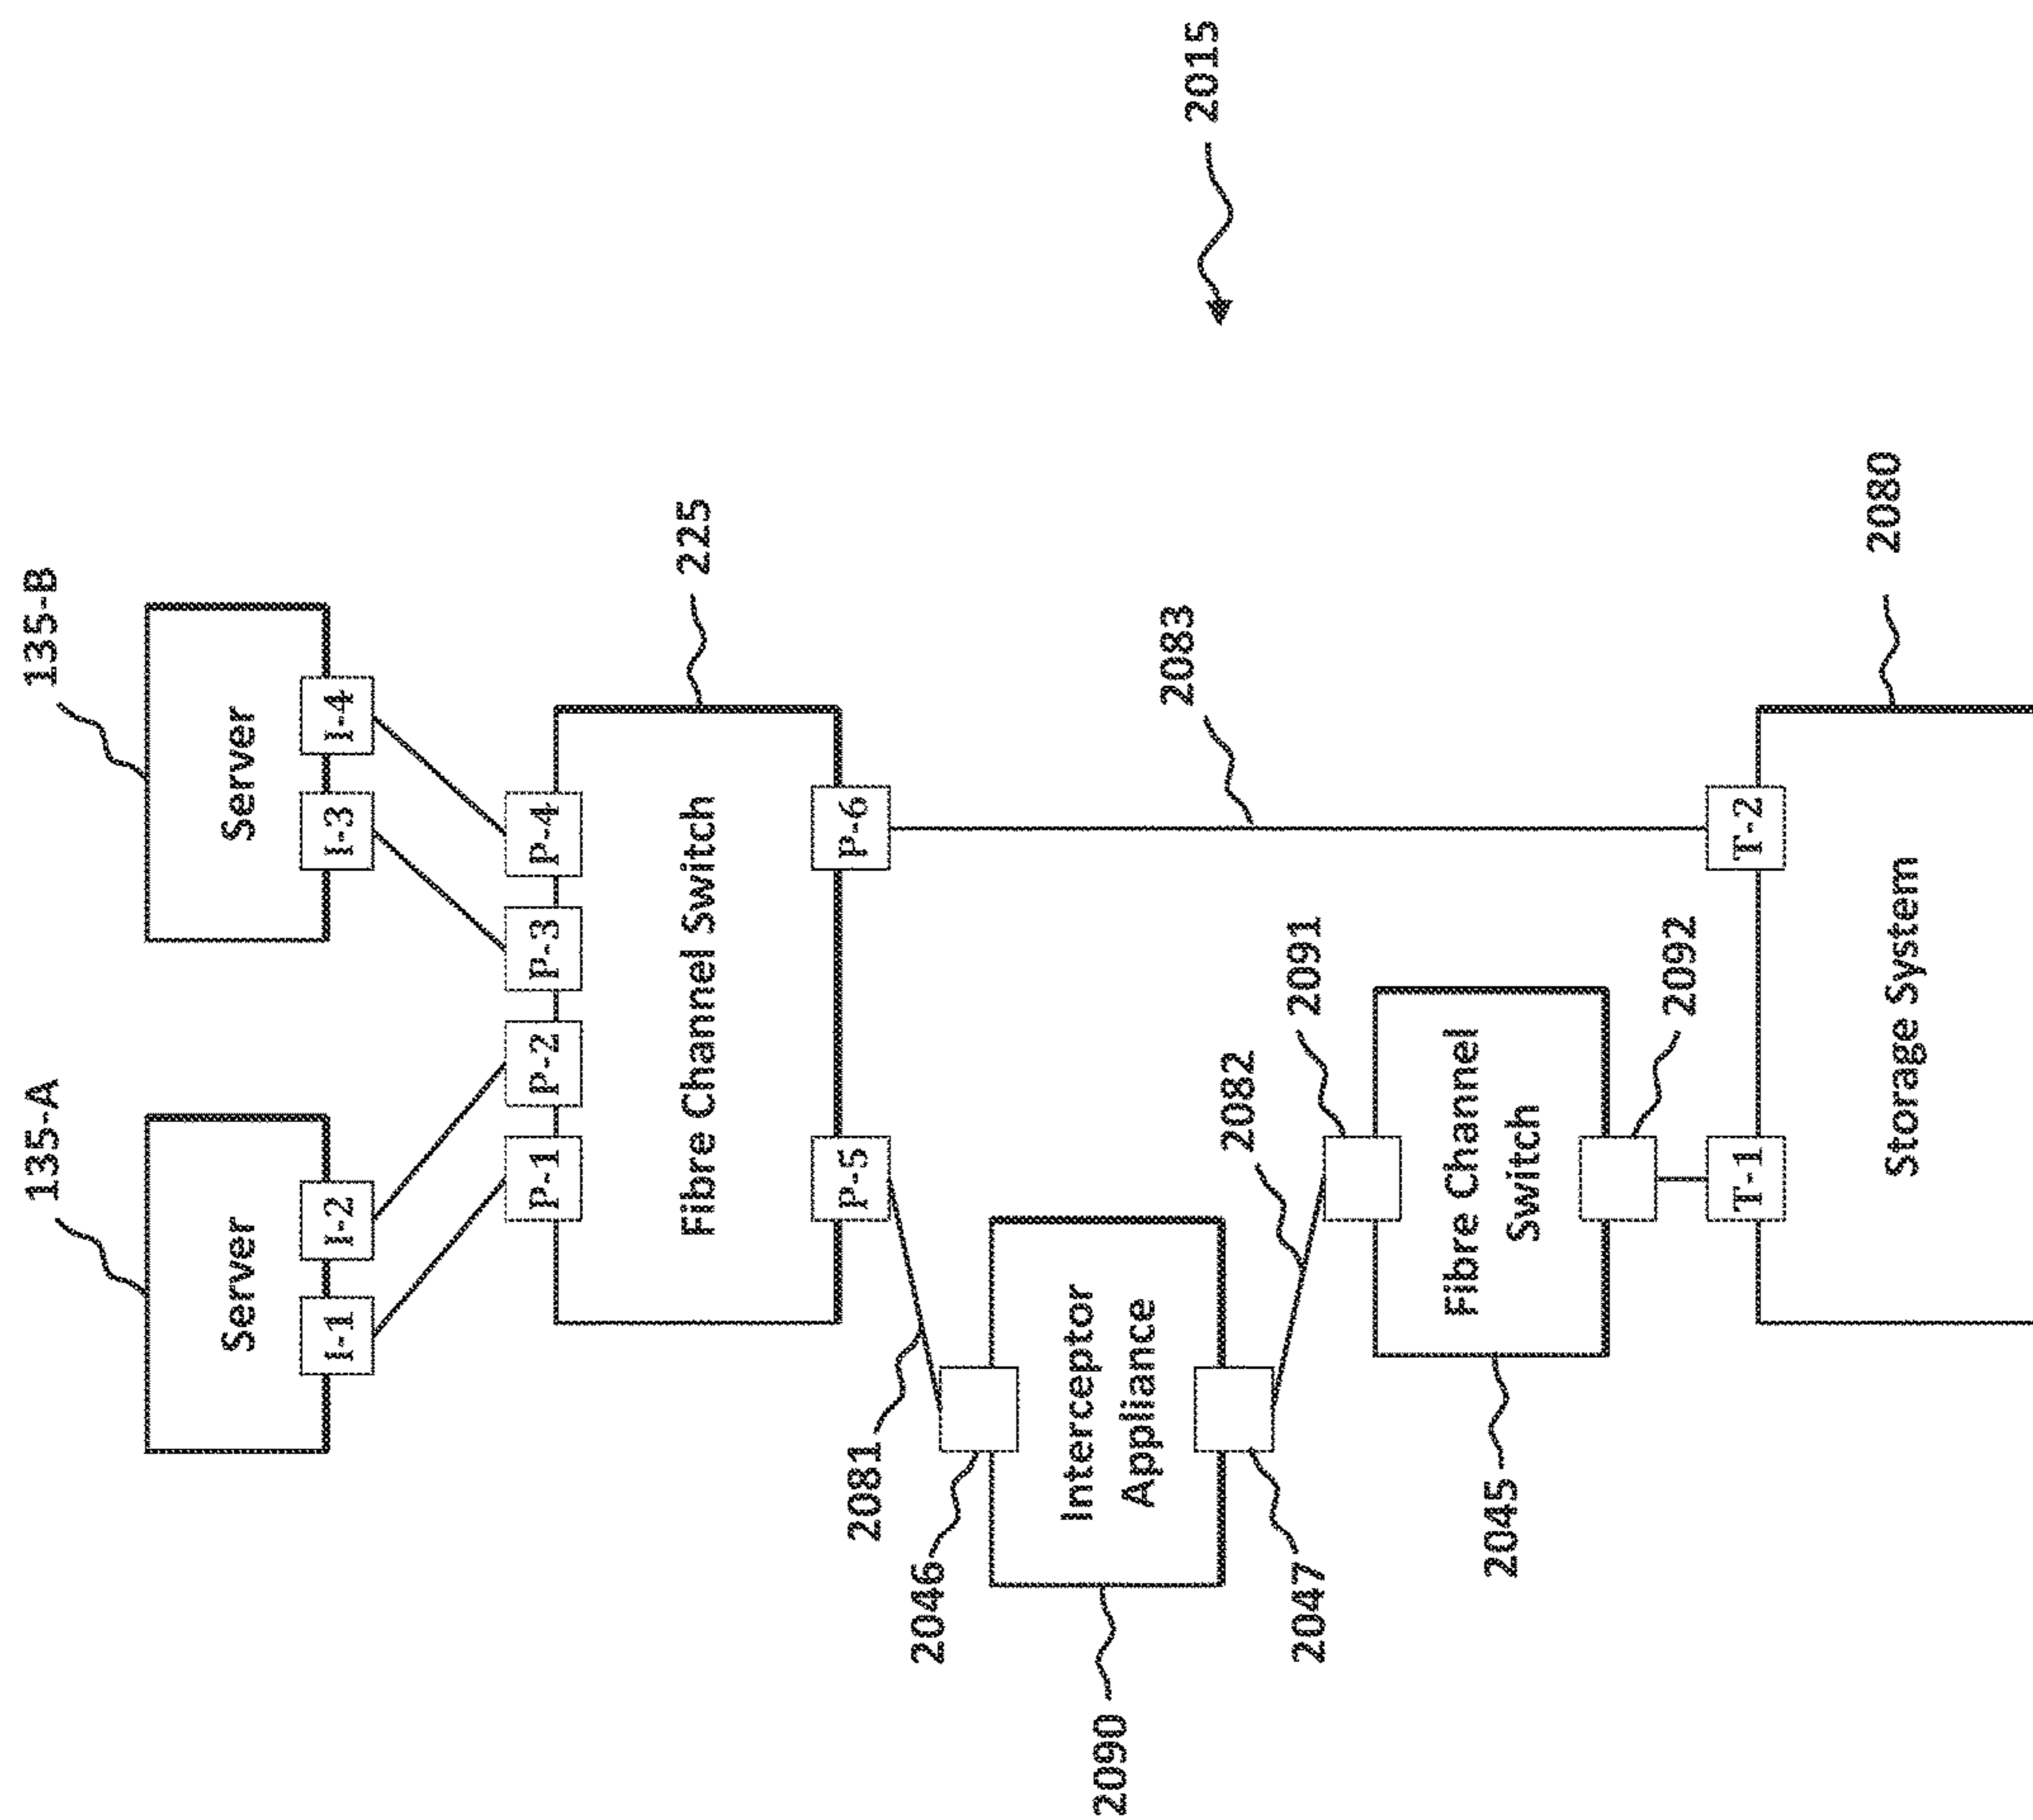 135-A
135-B
Server
Server
I-1
I-2
I-3
I-4
P-1
P-2
P-3
P-4
225
Fibre Channel Switch
P-5
P-6
2081
2046
2083
2015
Interceptor
Appliance
2090
2047
2082
2091
Fibre Channel
Switch
2045
2092
T-1
T-2
2080
Storage System